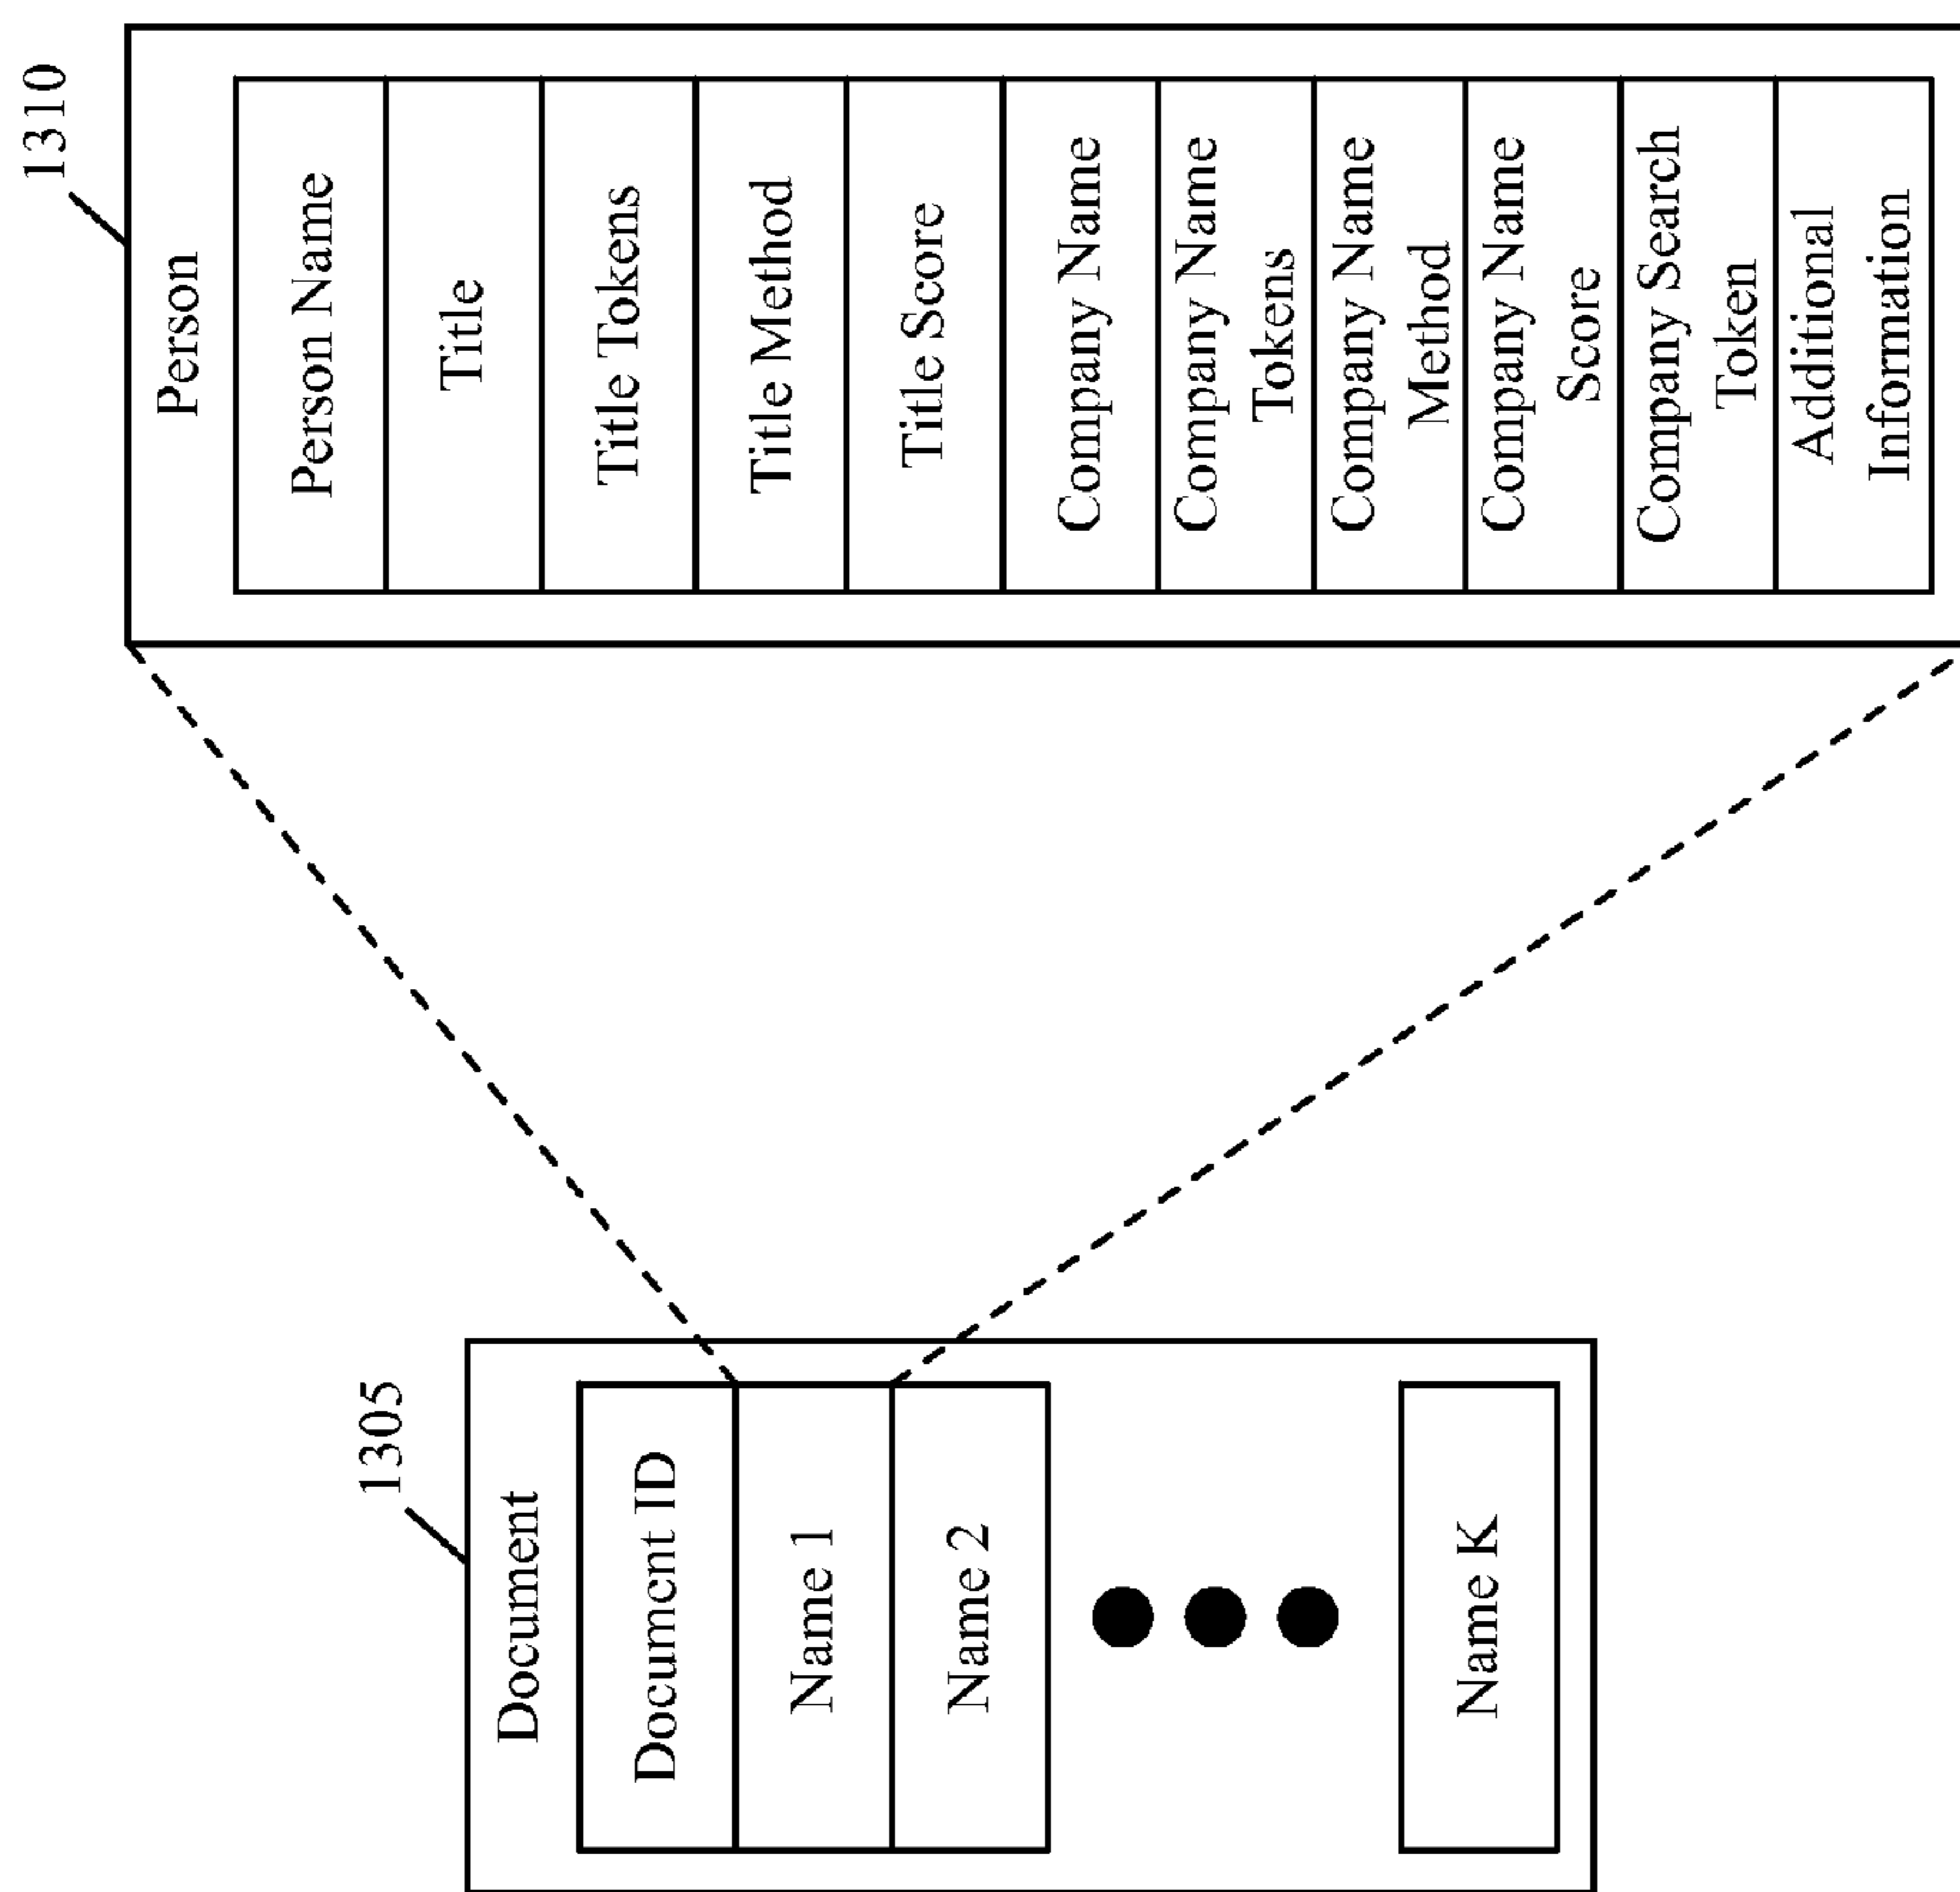 1305
Document
Document ID
Name 1
Name 2
Name K
1310
Person
Person Name
Title
Title Tokens
Title Method
Title Score
Company Name
Company Name
Tokens
Company Name
Method
Company Name
Score
Company Search
Token
Additional
Information